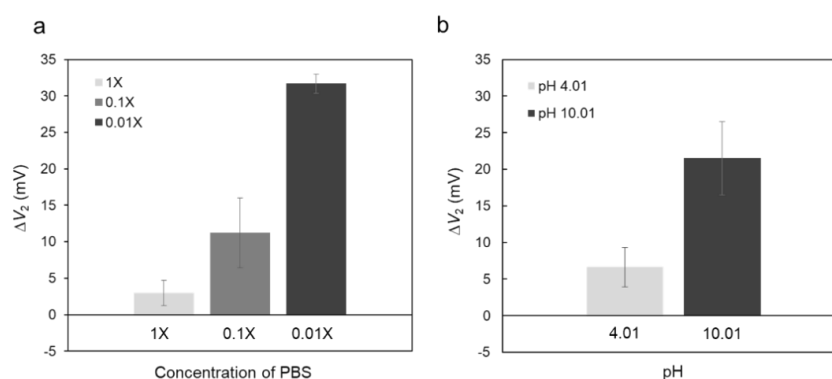 a
35
30
25
20
15
10
5
0
-5
ΔV₂ (mV)
1X
0.1X
0.01X
1X 0.1X 0.01X
Concentration of PBS
b
35
30
25
20
15
10
5
0
-5
ΔV₂ (mV)
pH 4.01
pH 10.01
4.01 10.01
pH